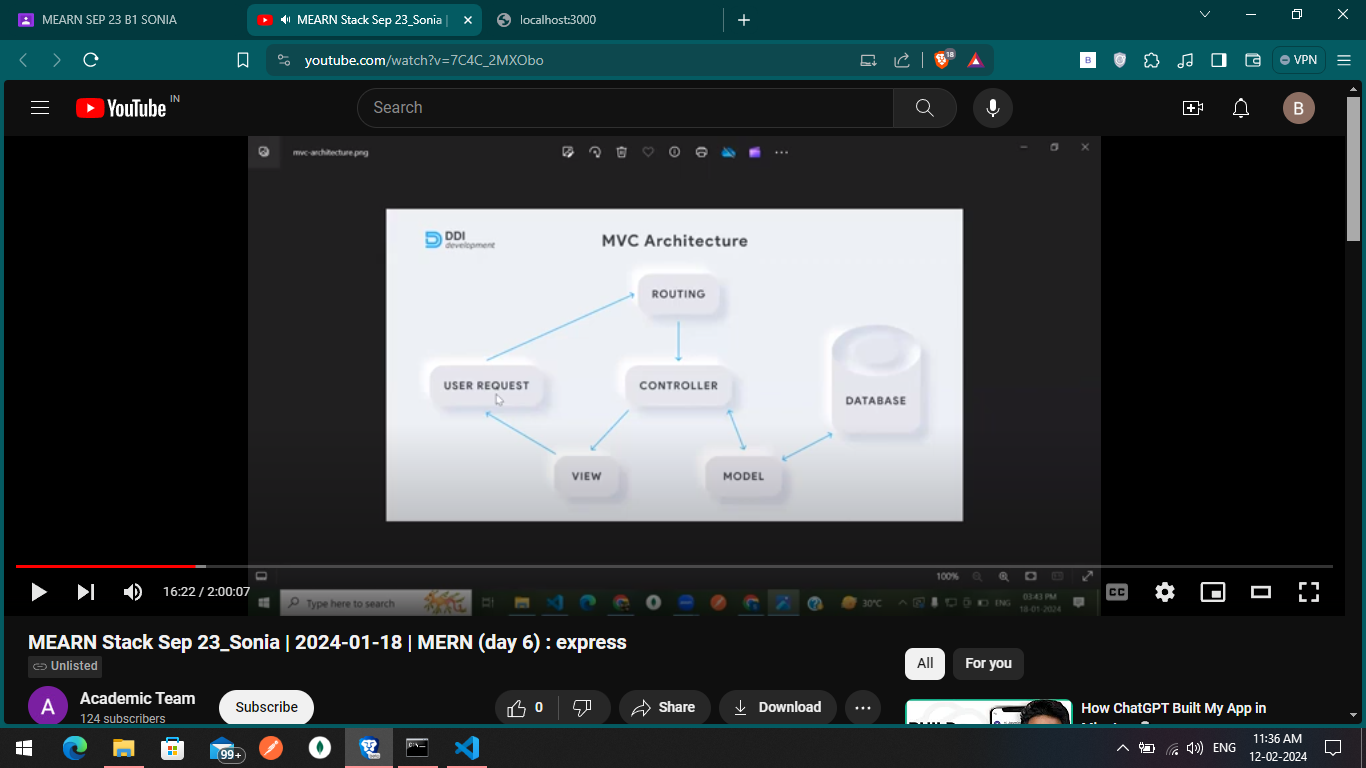 MEARN SEP 23 B1 SONIA
MEARN Stack Sep 23_Sonia |
localhost:3000
youtube.com/watch?v=7C4C_2MXObo
18
B
VPN
YouTube IN
Search
B
mvc-architecture.png
DDI
development
MVC Architecture
ROUTING
USER REQUEST
CONTROLLER
DATABASE
VIEW
MODEL
100%
16:22 / 2:00:07
CC
Type here to search
30°C
ENG
03:43 PM
18-01-2024
MEARN Stack Sep 23_Sonia | 2024-01-18 | MERN (day 6) : express
Unlisted
All
For you
A
Academic Team
124 subscribers
Subscribe
0
Share
Download
How ChatGPT Built My App in
99+
ENG
11:36 AM
12-02-2024